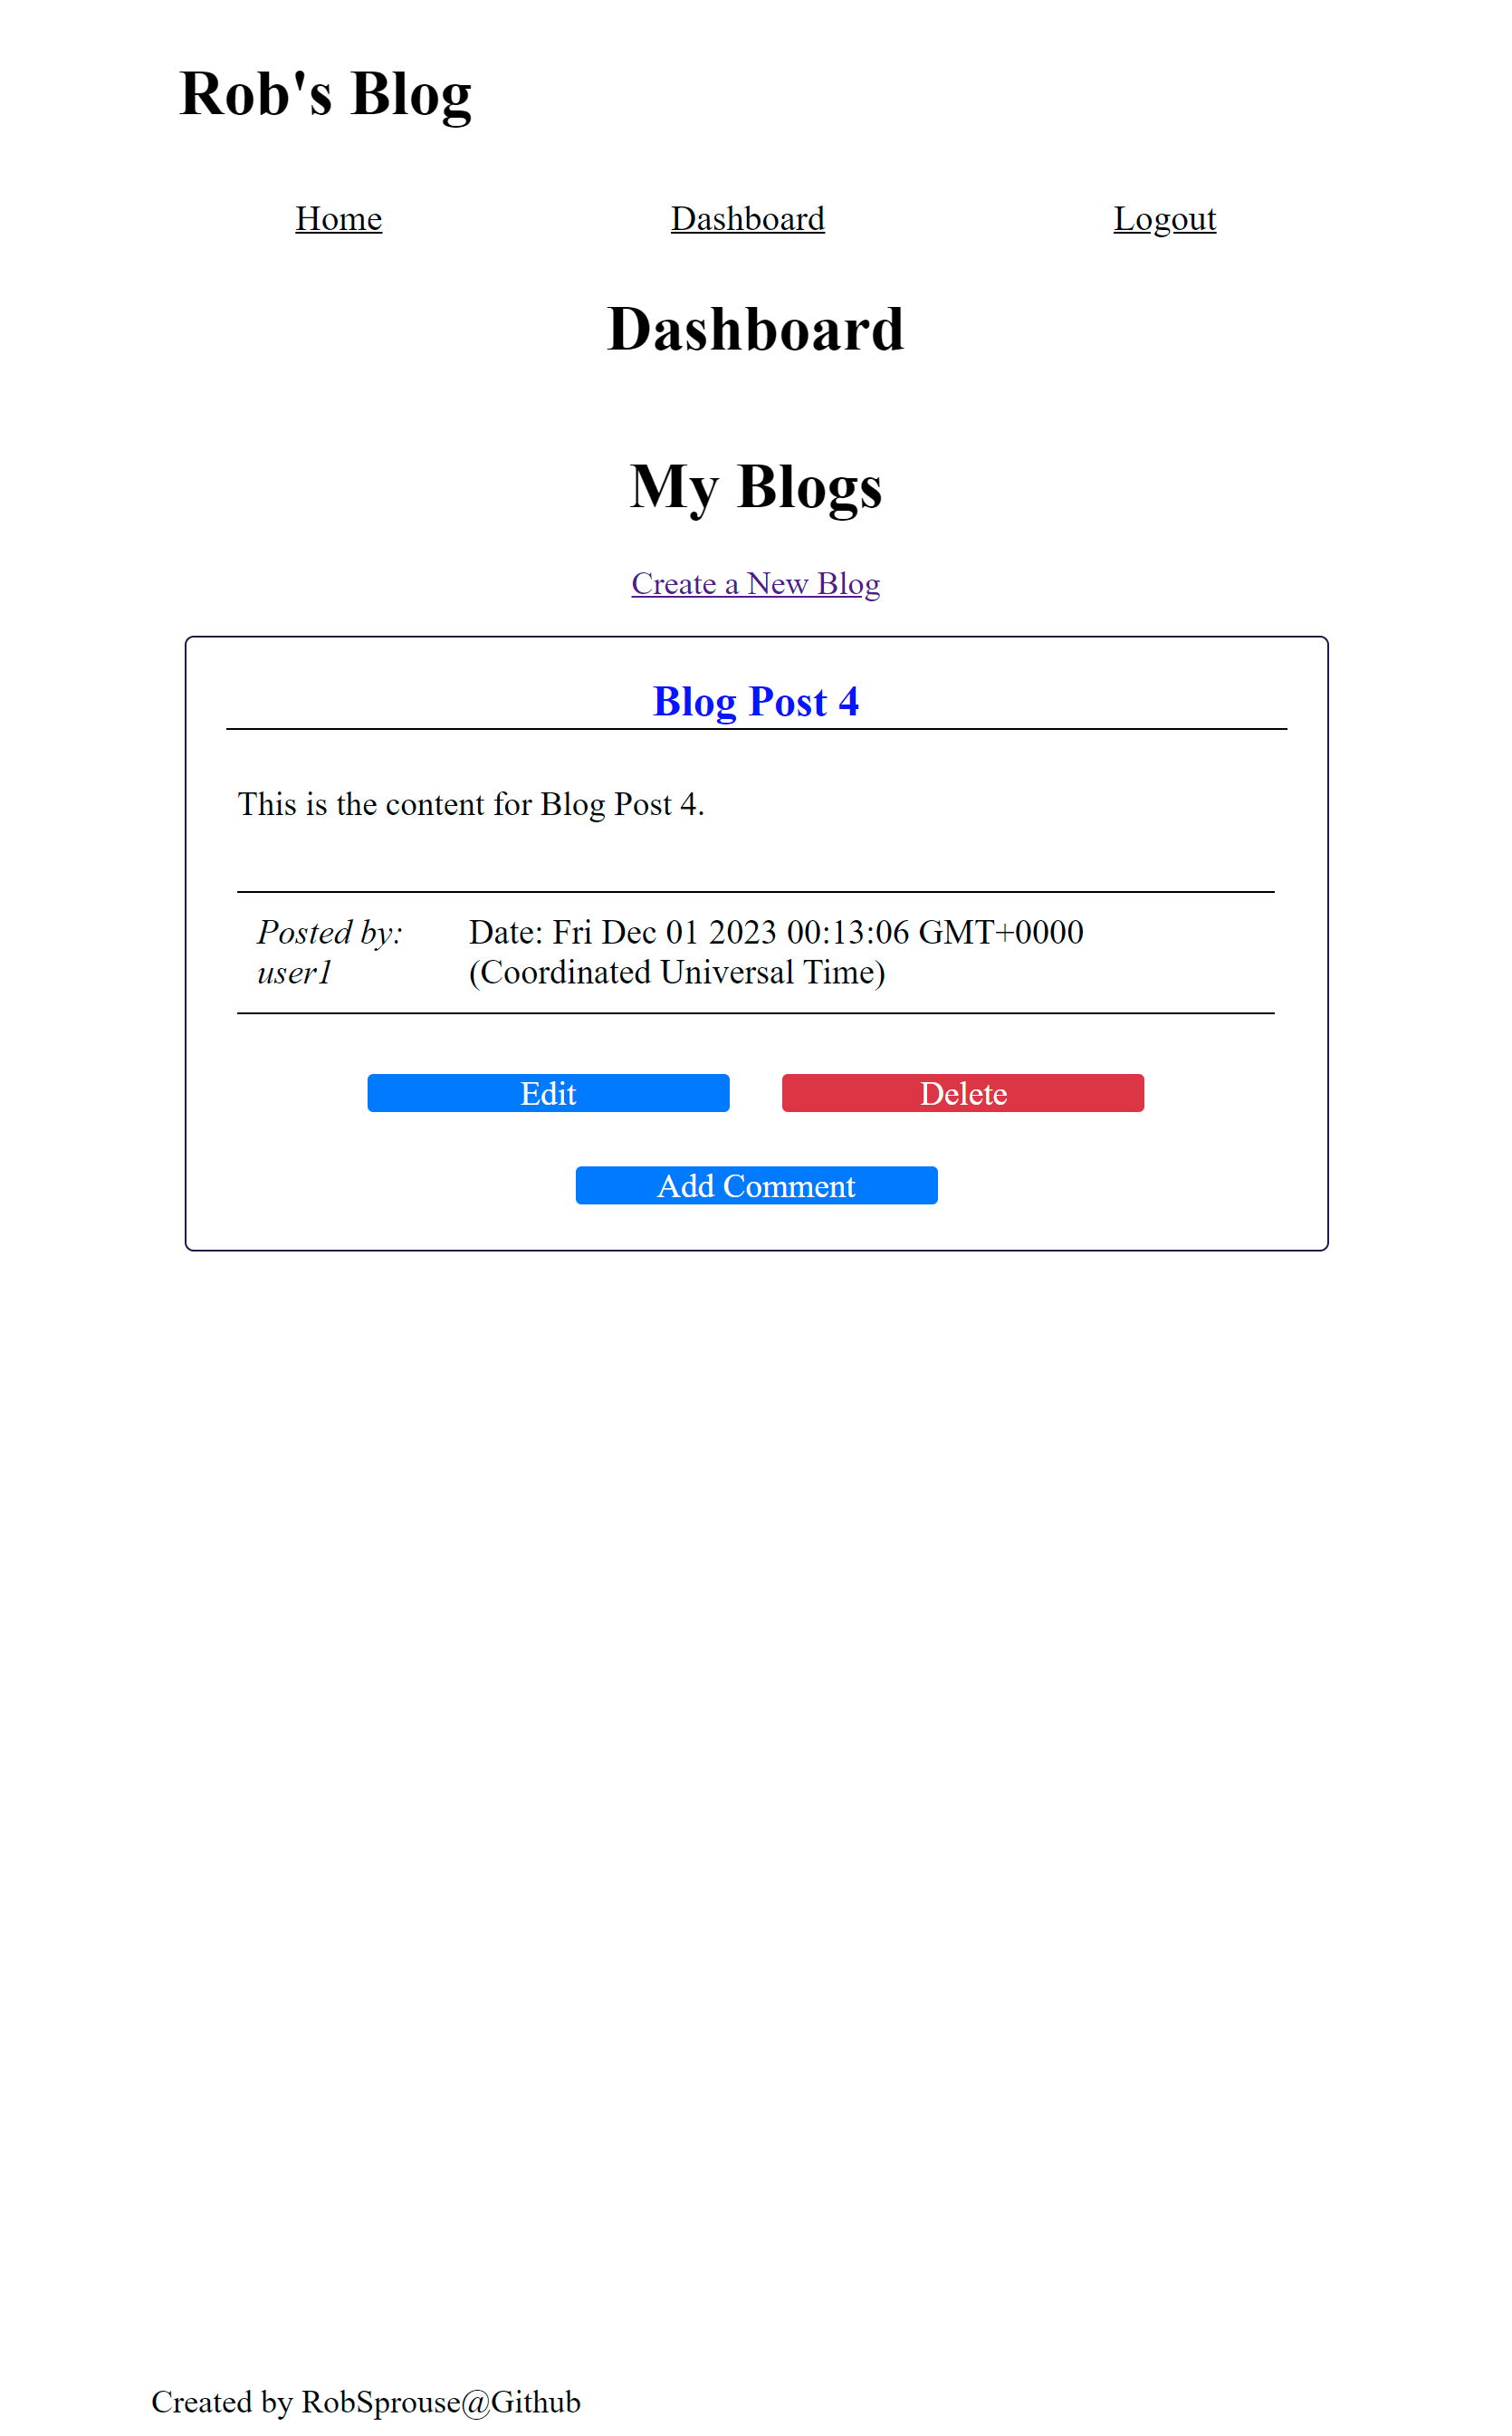 Rob's Blog
Home Dashboard Logout
Dashboard
My Blogs
Create a New Blog
Blog Post 4
This is the content for Blog Post 4.
Posted by:
user1
Date: Fri Dec 01 2023 00:13:06 GMT+0000
(Coordinated Universal Time)
Edit Delete
Add Comment
Created by RobSprouse@Github